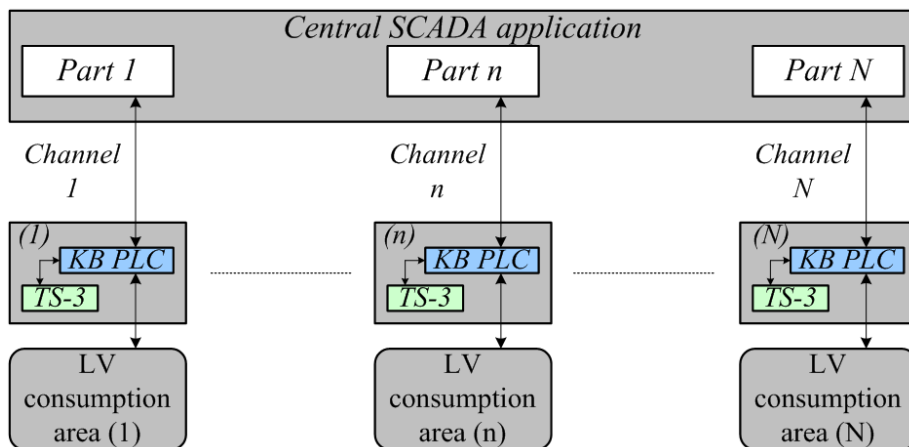 Central SCADA application
Part 1
Part n
Part N
Channel
1
Channel
n
Channel
N
(1)
KB PLC
TS-3
(n)
KB PLC
TS-3
(N)
KB PLC
TS-3
LV
consumption
area (1)
LV
consumption
area (n)
LV
consumption
area (N)